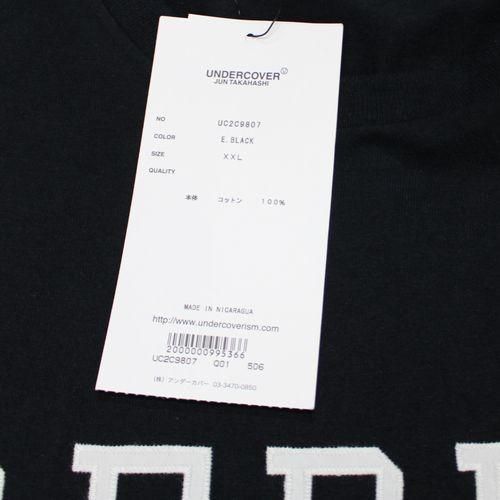 UNDERCOVER
JUN TAKAHASHI
NO UC2C9807
COLOR E.BLACK
SIZE XXL
QUALITY
本体 コットン 100%
MADE IN NICARAGUA
http://www.undercoverism.com
2000000995366
UC2C9807 Q01 5D6
(株) アンダーカバー 03-3470-0850